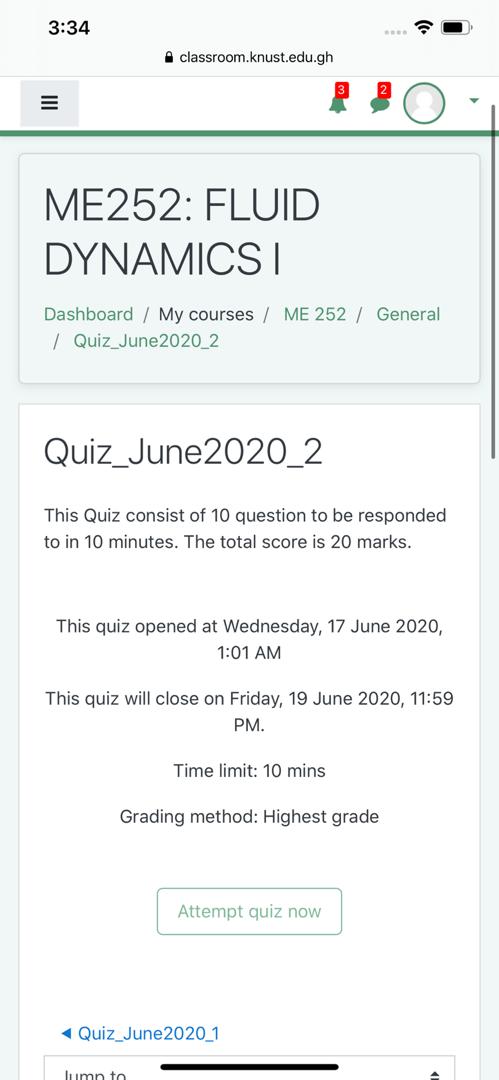 3:34
classroom.knust.edu.gh
3
2
ME252: FLUID
DYNAMICS I
Dashboard / My courses / ME 252 / General
/ Quiz_June2020_2
Quiz_June2020_2
This Quiz consist of 10 question to be responded
to in 10 minutes. The total score is 20 marks.
This quiz opened at Wednesday, 17 June 2020,
1:01 AM
This quiz will close on Friday, 19 June 2020, 11:59
PM.
Time limit: 10 mins
Grading method: Highest grade
Attempt quiz now
◄ Quiz_June2020_1
Jump to